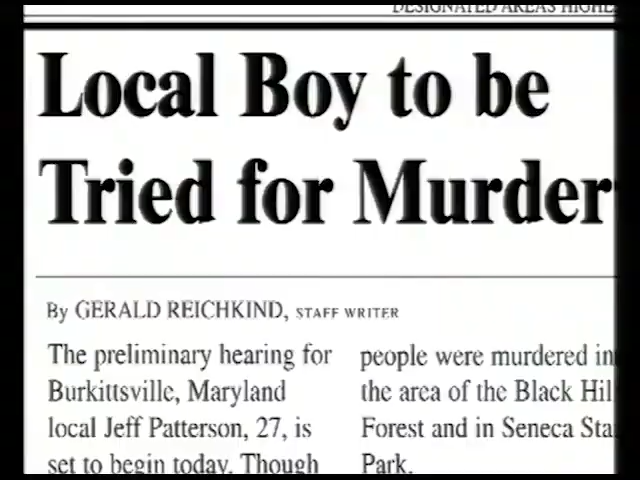 DESIGNATED AREAS
Local Boy to be
Tried for Murder
By GERALD REICHKIND, STAFF WRITER
The preliminary hearing for
Burkittsville, Maryland
local Jeff Patterson, 27, is
set to begin today. Though
people were murdered in
the area of the Black Hil
Forest and in Seneca Sta
Park.